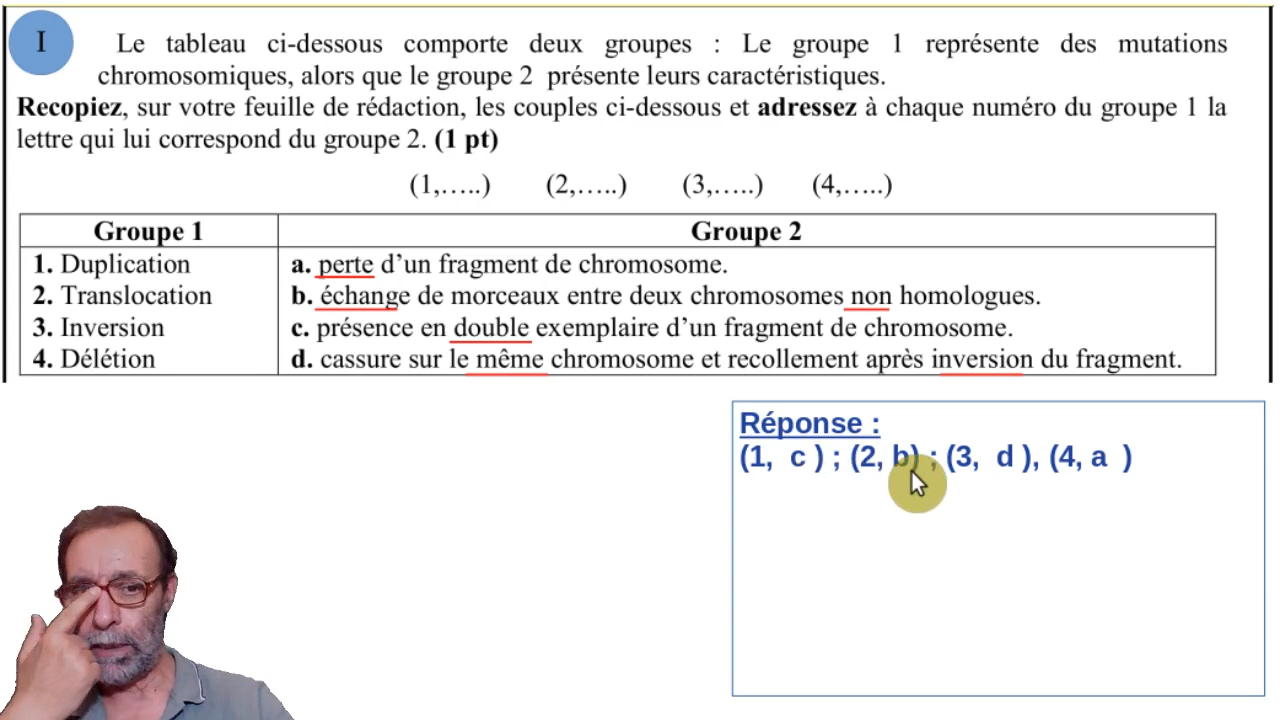 I
Le tableau ci-dessous comporte deux groupes : Le groupe 1 représente des mutations
chromosomiques, alors que le groupe 2 présente leurs caractéristiques.
Recopiez, sur votre feuille de rédaction, les couples ci-dessous et adressez à chaque numéro du groupe 1 la
lettre qui lui correspond du groupe 2. (1 pt)
(1,…..) (2,…..) (3,…..) (4,…..)
Groupe 1 Groupe 2
1. Duplication a. perte d’un fragment de chromosome.
2. Translocation b. échange de morceaux entre deux chromosomes non homologues.
3. Inversion c. présence en double exemplaire d’un fragment de chromosome.
4. Délétion d. cassure sur le même chromosome et recollement après inversion du fragment.
Réponse :
(1, c ) ; (2, b) ; (3, d ), (4, a )